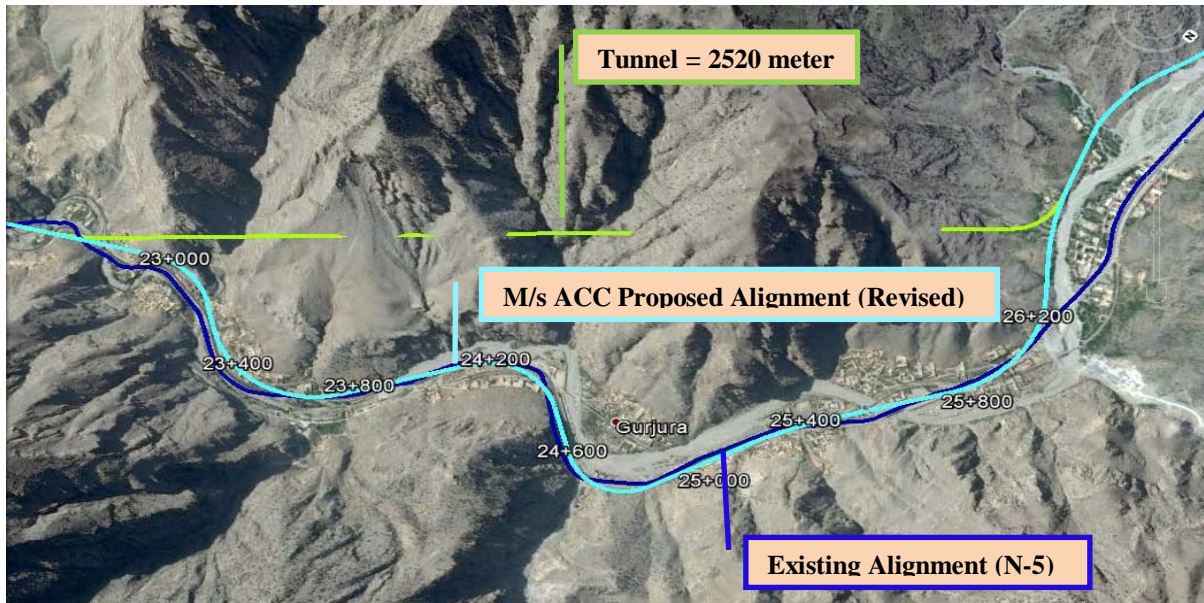 N
Tunnel = 2520 meter
23+000
M/s ACC Proposed Alignment (Revised)
26+200
23+400
23+800
24+200
25+400
25+800
Gurjura
24+600
25+000
Existing Alignment (N-5)